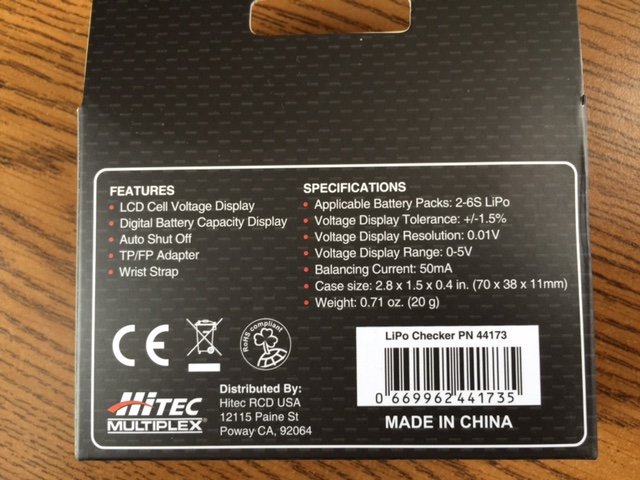 FEATURES
• LCD Cell Voltage Display
• Digital Battery Capacity Display
• Auto Shut Off
• TP/FP Adapter
• Wrist Strap
SPECIFICATIONS
• Applicable Battery Packs: 2-6S LiPo
• Voltage Display Tolerance: +/-1.5%
• Voltage Display Resolution: 0.01V
• Voltage Display Range: 0-5V
• Balancing Current: 50mA
• Case size: 2.8 x 1.5 x 0.4 in. (70 x 38 x 11mm)
• Weight: 0.71 oz. (20 g)
CE
RoHS compliant
LiPo Checker PN 44173
0 669962 441735
HiTEC
MULTIPLEX®
Distributed By:
Hitec RCD USA
12115 Paine St
Poway CA, 92064
MADE IN CHINA